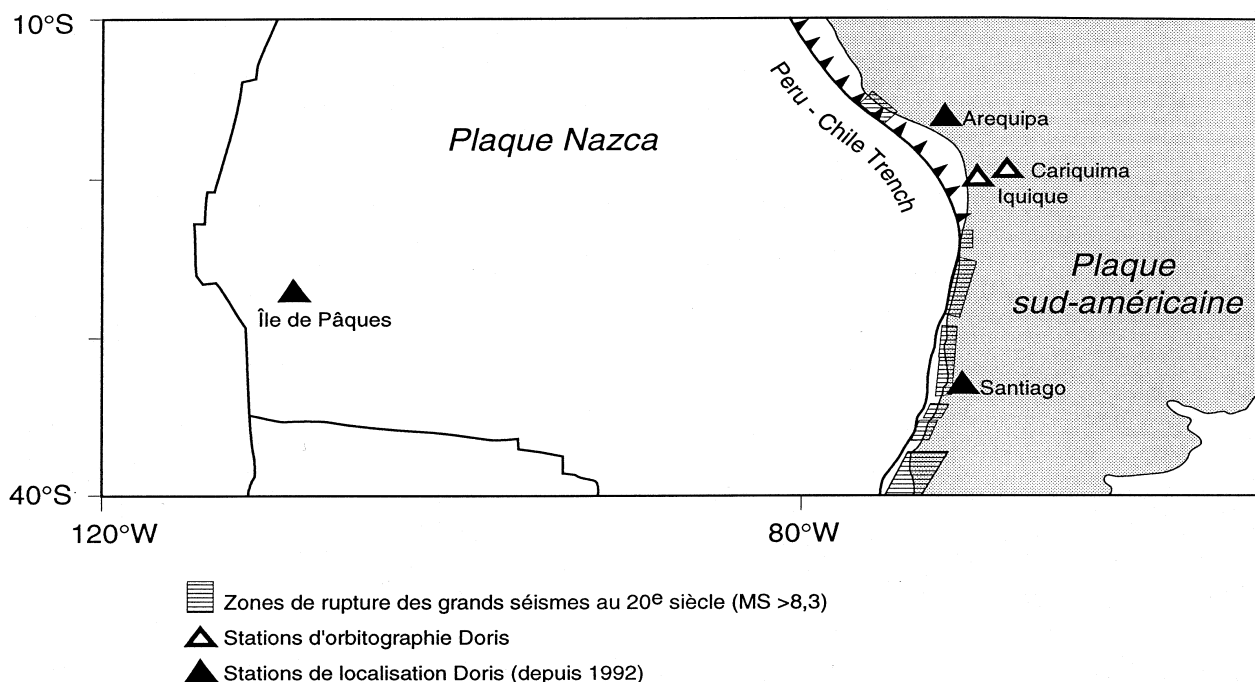 10°S
Plaque Nazca
Peru - Chile Trench
Arequipa
Cariquima
Iquique
Plaque
sud-américaine
Île de Pâques
Santiago
40°S
120°W
80°W
Zones de rupture des grands séismes au 20e siècle (MS >8,3)
Stations d'orbitographie Doris
Stations de localisation Doris (depuis 1992)